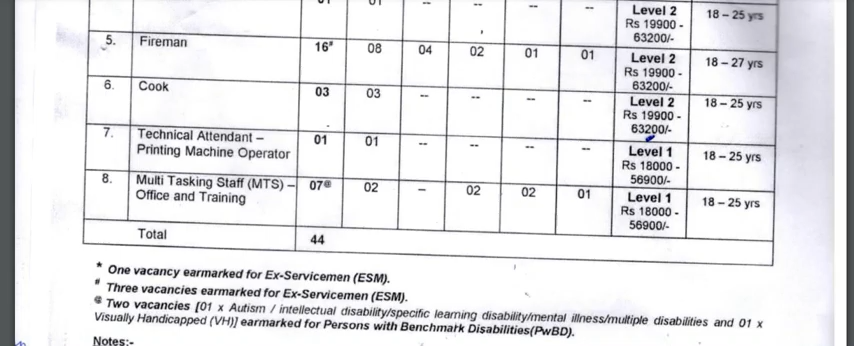 01 01 -- -- -- -- Level 2 18 – 25 yrs
Rs 19900 -
63200/-
5. Fireman 16# 08 04 02 01 01 Level 2 18 – 27 yrs
Rs 19900 -
63200/-
6. Cook 03 03 -- -- -- -- Level 2 18 – 25 yrs
Rs 19900 -
63200/-
7. Technical Attendant – 01 01 -- -- -- -- Level 1 18 – 25 yrs
Printing Machine Operator Rs 18000 -
56900/-
8. Multi Tasking Staff (MTS) – 07@ 02 – 02 02 01 Level 1 18 – 25 yrs
Office and Training Rs 18000 -
56900/-
Total 44
* One vacancy earmarked for Ex-Servicemen (ESM).
# Three vacancies earmarked for Ex-Servicemen (ESM).
@ Two vacancies [01 x Autism / intellectual disability/specific learning disability/mental illness/multiple disabilities and 01 x
Visually Handicapped (VH)] earmarked for Persons with Benchmark Disabilities(PwBD).
Notes:-